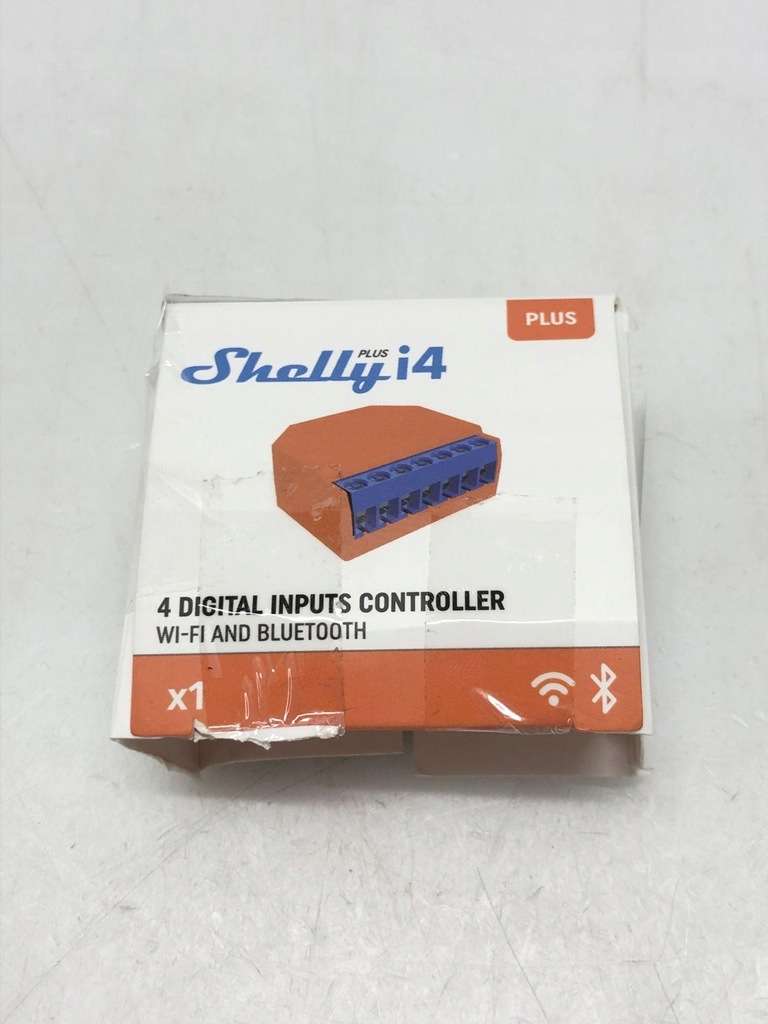 PLUS
Shelly PLUS i4
4 DIGITAL INPUTS CONTROLLER
WI-FI AND BLUETOOTH
x1